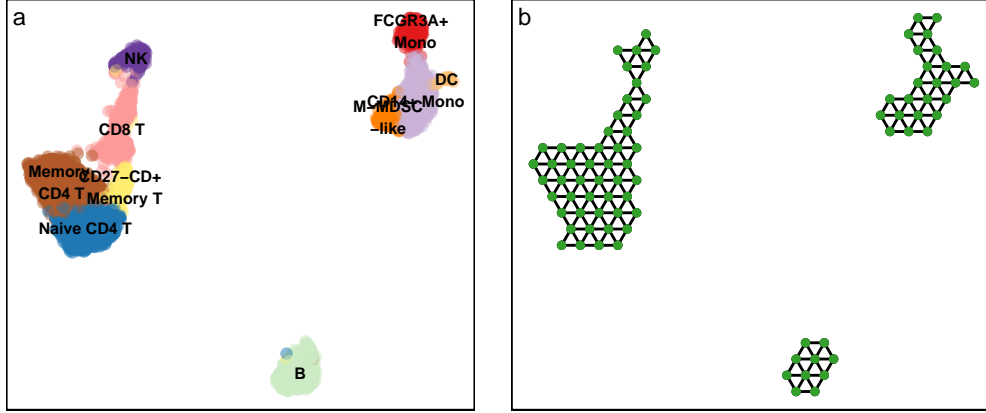 a
b
FCGR3A+
Mono
NK
DC
CD14+ Mono
M−MDSC
−like
CD8 T
Memory
CD4 T
CD27−CD+
Memory T
Naive CD4 T
B